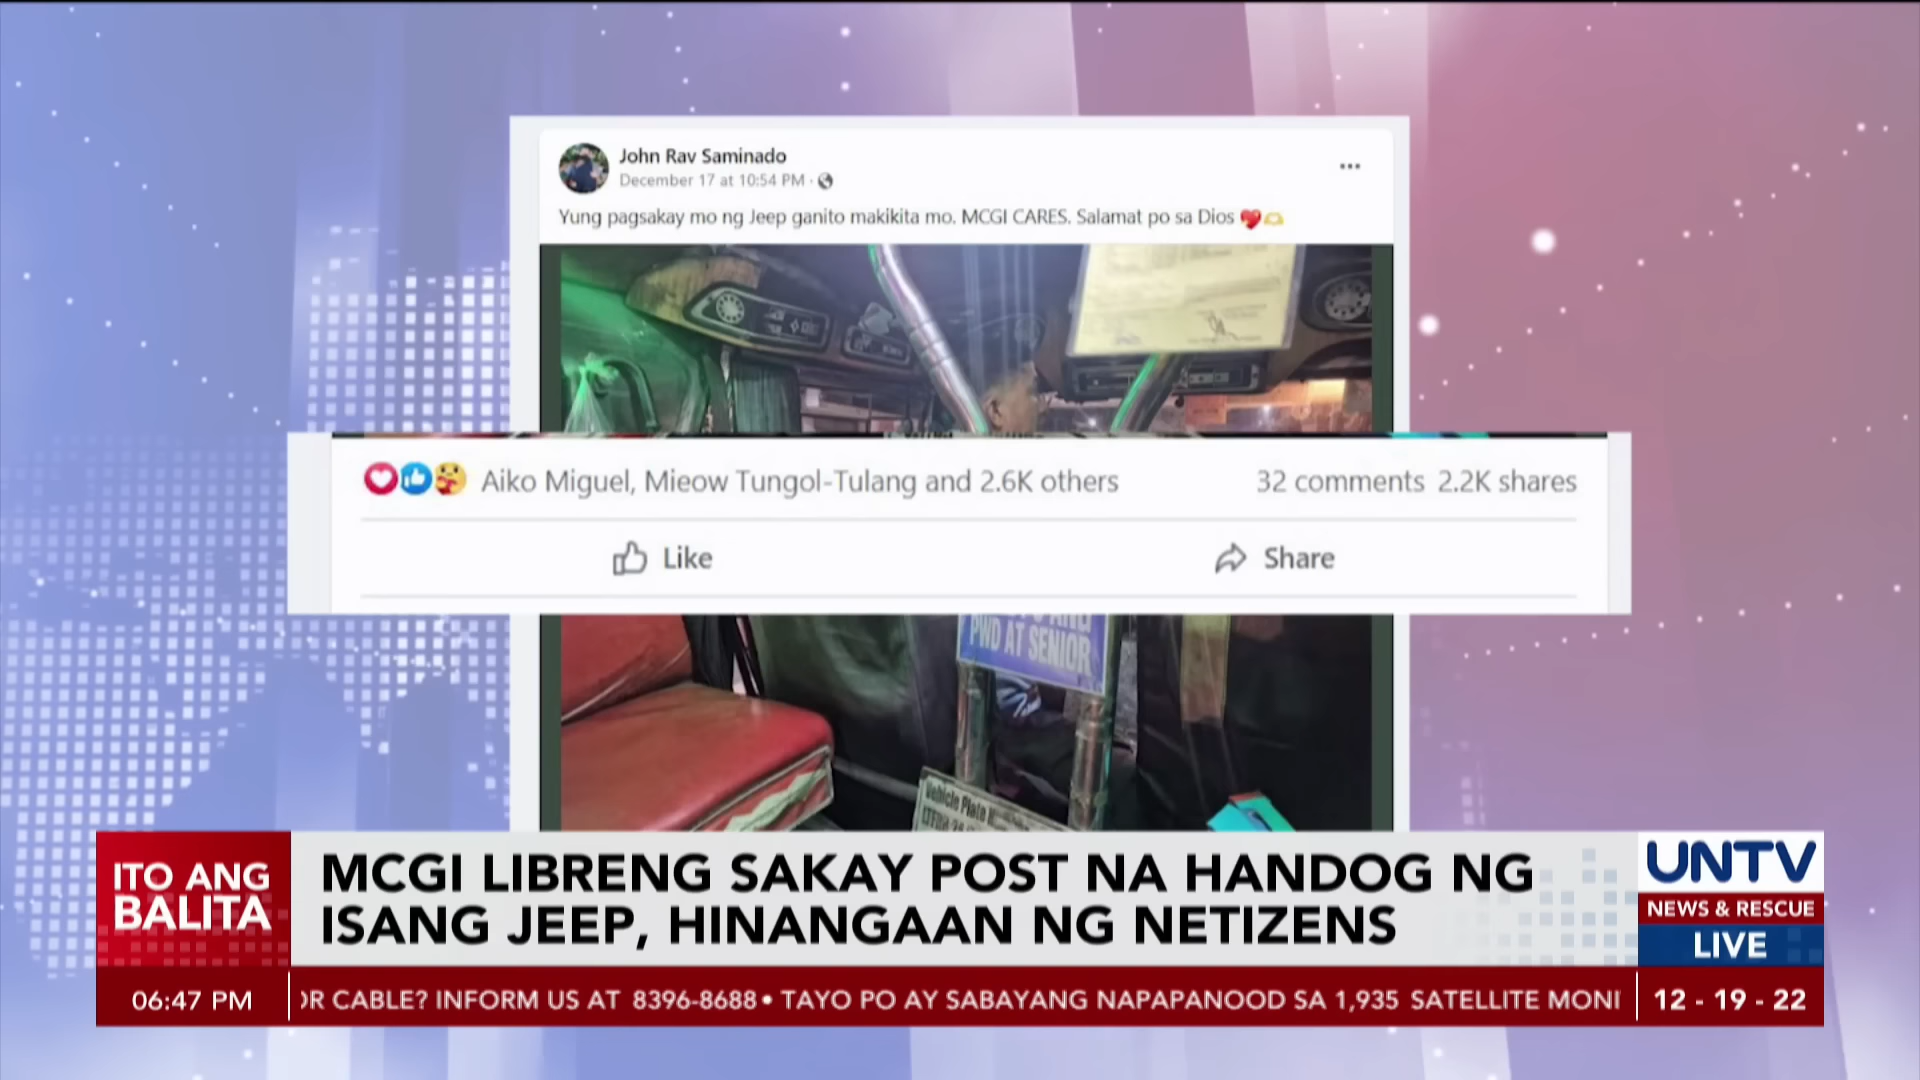 John Rav Saminado
December 17 at 10:54 PM
Yung pagsakay mo ng Jeep ganito makikita mo. MCGI CARES. Salamat po sa Dios
Aiko Miguel, Mieow Tungol-Tulang and 2.6K others
32 comments 2.2K shares
Like
Share
PWD AT SENIOR
Vehicle Plate
ITO ANG
BALITA
MCGI LIBRENG SAKAY POST NA HANDOG NG
ISANG JEEP, HINANGAAN NG NETIZENS
UNTV
NEWS & RESCUE
LIVE
06:47 PM
OR CABLE? INFORM US AT 8396-8688 • TAYO PO AY SABAYANG NAPAPANOOD SA 1,935 SATELLITE MONI
12 - 19 - 22